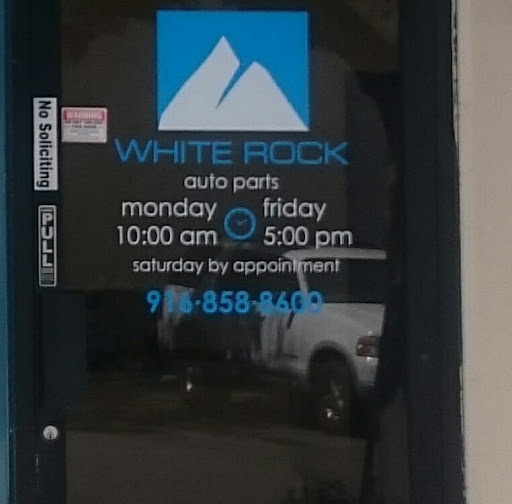 WHITE ROCK
auto parts
monday friday
10:00 am 5:00 pm
saturday by appointment
916-858-8600
No Soliciting
PULL
WARNING